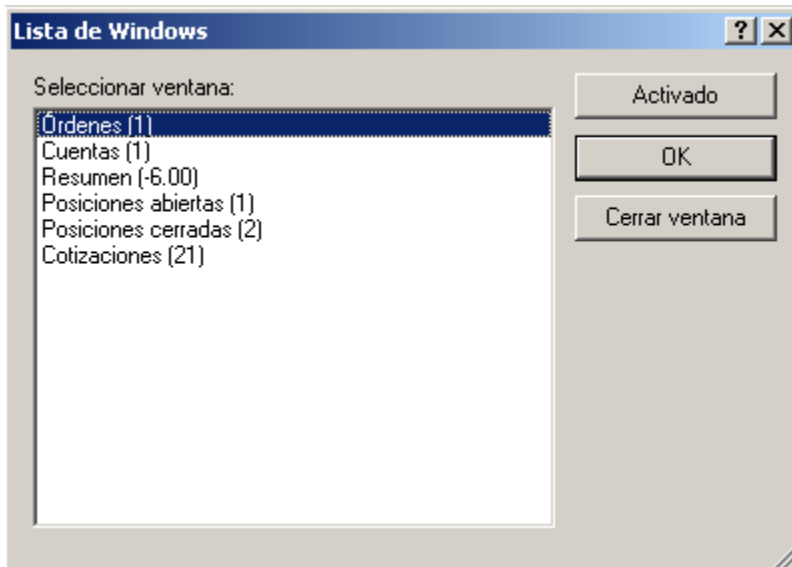 Lista de Windows
Seleccionar ventana:
Órdenes (1)
Cuentas (1)
Resumen (-6.00)
Posiciones abiertas (1)
Posiciones cerradas (2)
Cotizaciones (21)
Activado
OK
Cerrar ventana